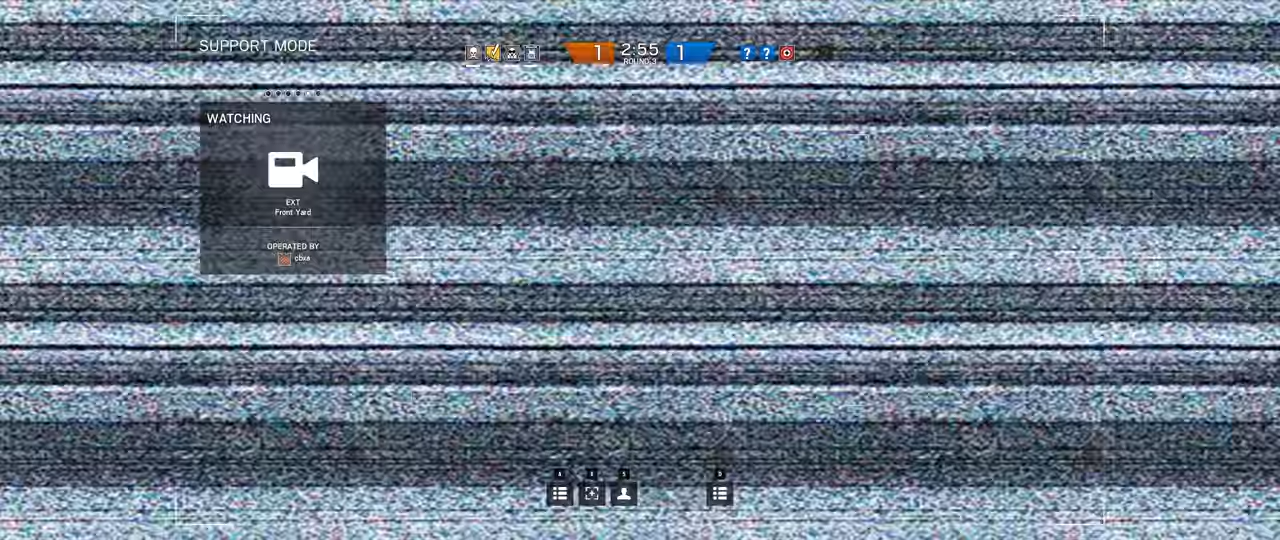 SUPPORT MODE
1 2:55 1
ROUND 3
? ?
WATCHING
EXT
Front Yard
OPERATED BY
cbxa
A X S D